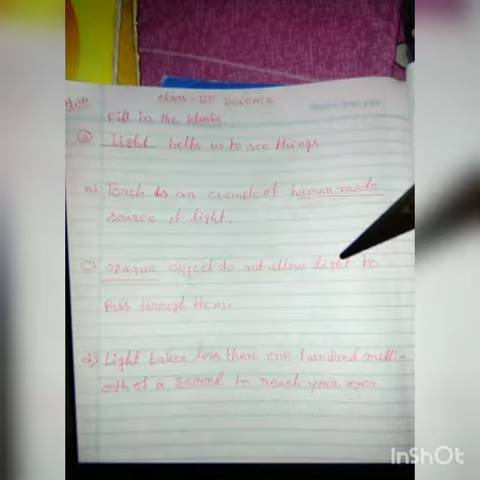 H.W
class-III Science
Fill in the blanks.
a) Light helps us to see things
b) Torch is an example of human-made
source of light.
c) opaque object do not allow light to
pass through them.
d) Light takes less than one hundred milli-
onth of a second to reach your eyes
InShOt